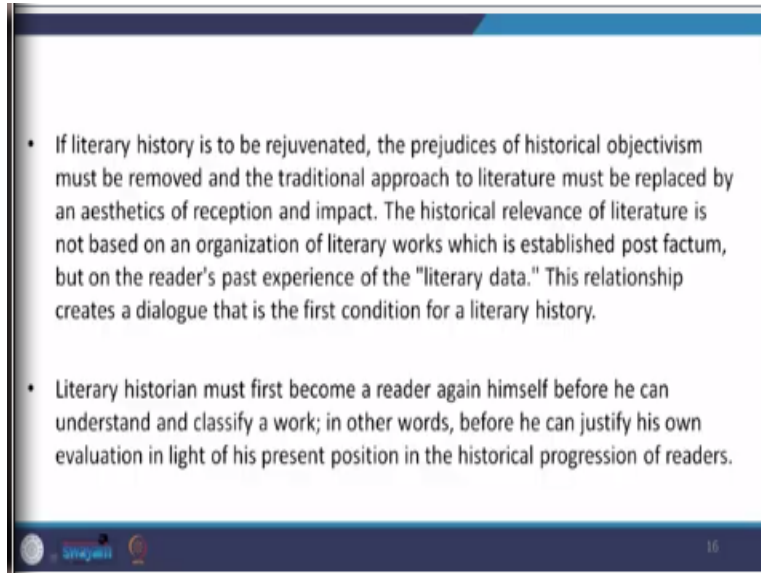 • If literary history is to be rejuvenated, the prejudices of historical objectivism
must be removed and the traditional approach to literature must be replaced by
an aesthetics of reception and impact. The historical relevance of literature is
not based on an organization of literary works which is established post factum,
but on the reader's past experience of the "literary data." This relationship
creates a dialogue that is the first condition for a literary history.
• Literary historian must first become a reader again himself before he can
understand and classify a work; in other words, before he can justify his own
evaluation in light of his present position in the historical progression of readers.
16